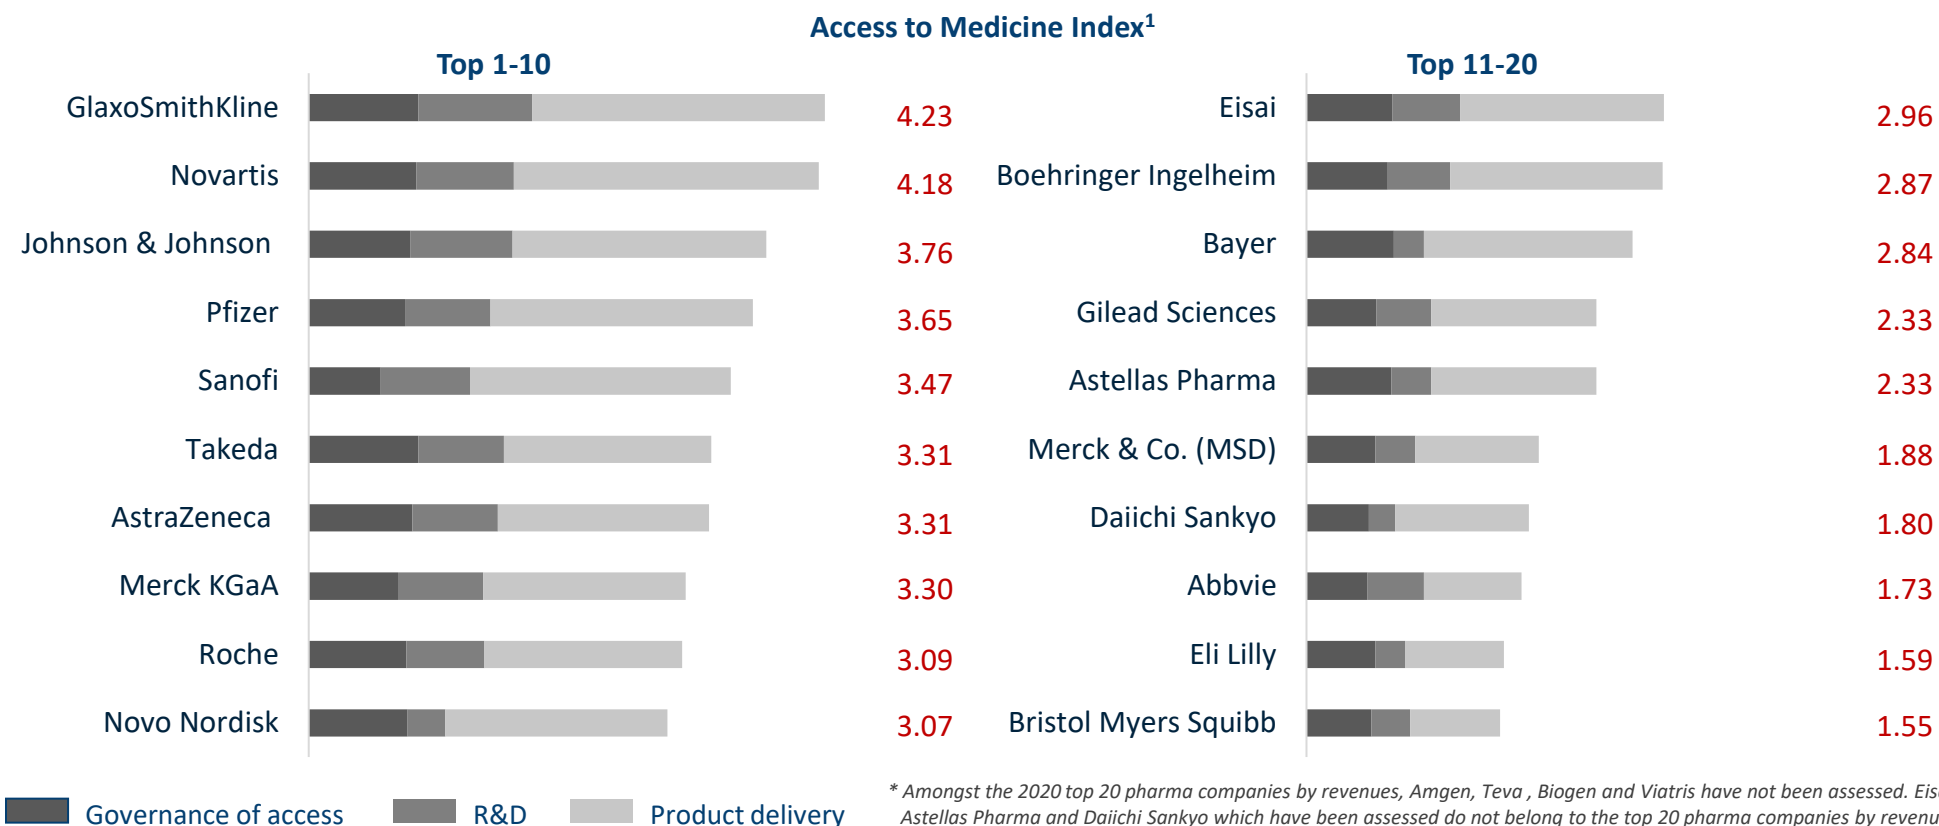 Access to Medicine Index1
Top 1-10
GlaxoSmithKline 4.23
Novartis 4.18
Johnson & Johnson 3.76
Pfizer 3.65
Sanofi 3.47
Takeda 3.31
AstraZeneca 3.31
Merck KGaA 3.30
Roche 3.09
Novo Nordisk 3.07
Top 11-20
Eisai 2.96
Boehringer Ingelheim 2.87
Bayer 2.84
Gilead Sciences 2.33
Astellas Pharma 2.33
Merck & Co. (MSD) 1.88
Daiichi Sankyo 1.80
Abbvie 1.73
Eli Lilly 1.59
Bristol Myers Squibb 1.55
Governance of access R&D Product delivery
* Amongst the 2020 top 20 pharma companies by revenues, Amgen, Teva , Biogen and Viatris have not been assessed.
Astellas Pharma and Daiichi Sankyo which have been assessed do not belong to the top 20 pharma companies by